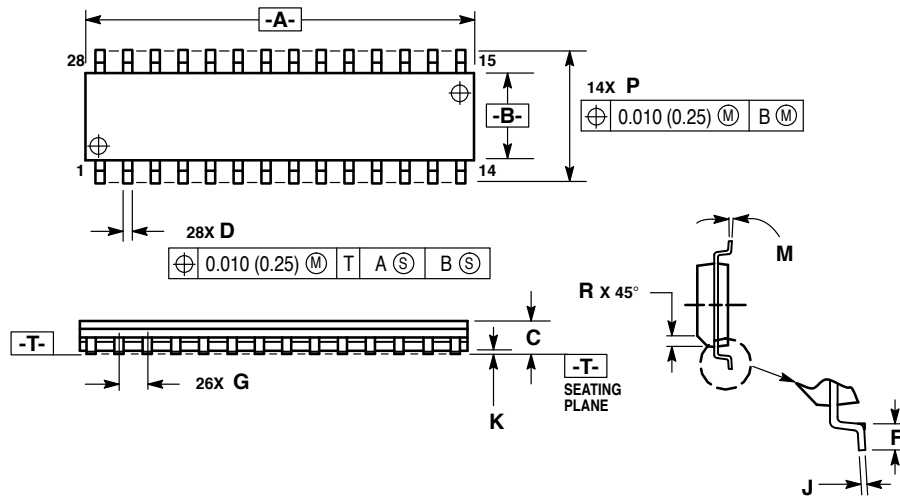 -A-
28
15
14X P
⌖ 0.010 (0.25) Ⓜ B Ⓜ
-B-
1
14
28X D
⌖ 0.010 (0.25) Ⓜ T A Ⓢ B Ⓢ
M
R X 45°
-T-
C
26X G
K
-T-
SEATING
PLANE
F
J